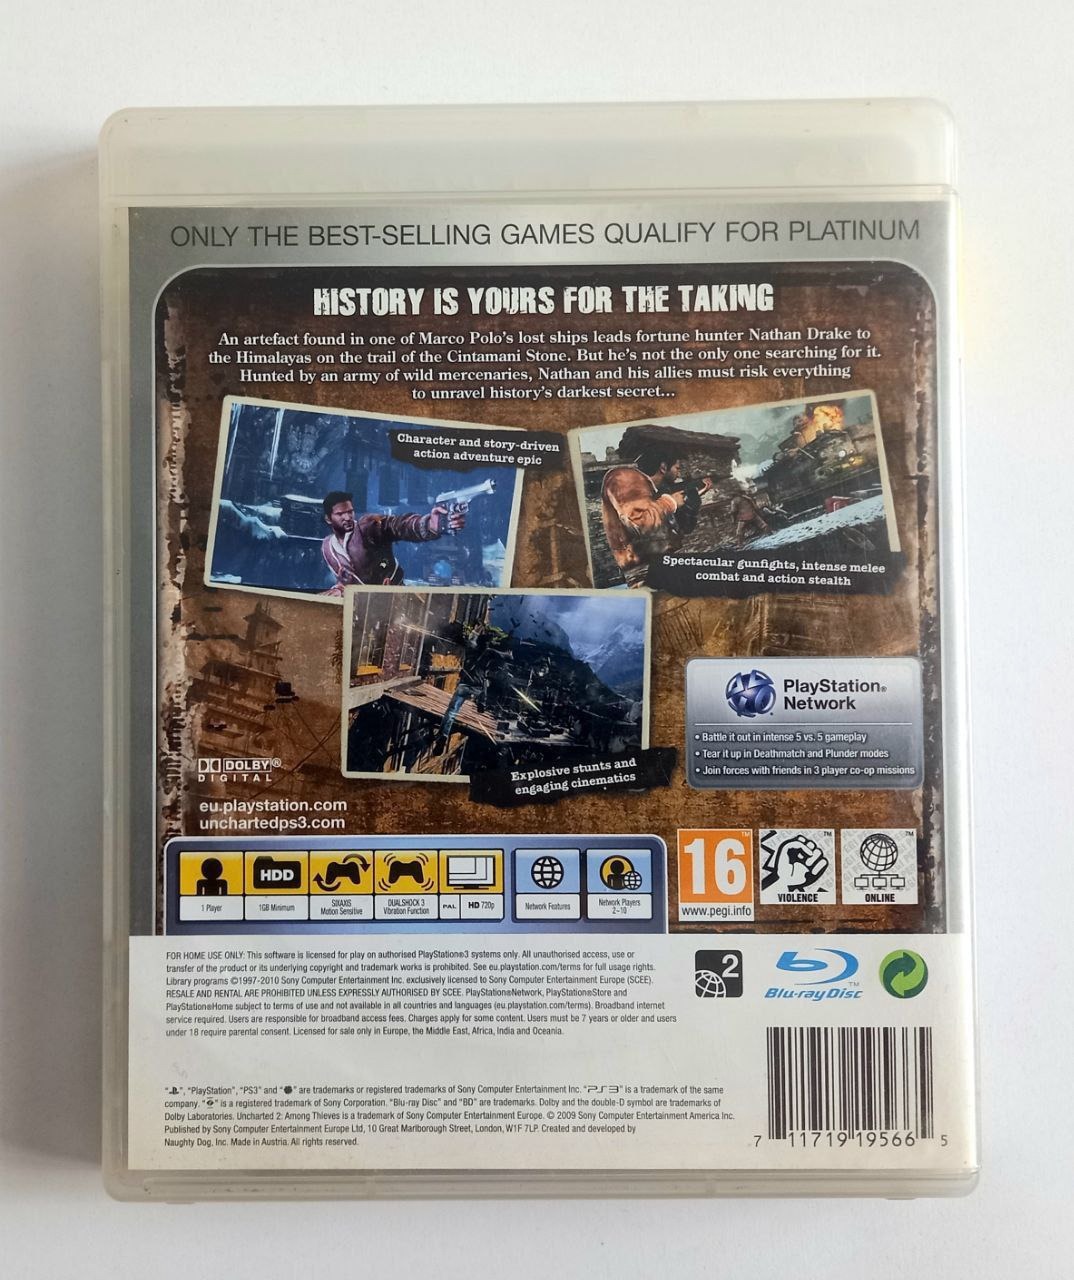 ONLY THE BEST-SELLING GAMES QUALIFY FOR PLATINUM
HISTORY IS YOURS FOR THE TAKING
An artefact found in one of Marco Polo's lost ships leads fortune hunter Nathan Drake to
the Himalayas on the trail of the Cintamani Stone. But he's not the only one searching for it.
Hunted by an army of wild mercenaries, Nathan and his allies must risk everything
to unravel history's darkest secret...
Character and story-driven
action adventure epic
Spectacular gunfights, intense melee
combat and action stealth
Explosive stunts and
engaging cinematics
PlayStation®
Network
• Battle it out in intense 5 vs. 5 gameplay
• Tear it up in Deathmatch and Plunder modes
• Join forces with friends in 3 player co-op missions
DOLBY®
DIGITAL
eu.playstation.com
unchartedps3.com
1 Player
HDD
1GB Minimum
SIXAXIS
Motion Sensitive
DUALSHOCK 3
Vibration Function
PAL HD 720p
Network Features
Network Players
2-10
16
www.pegi.info
VIOLENCE
ONLINE
FOR HOME USE ONLY: This software is licensed for play on authorised PlayStation®3 systems only. All unauthorised access, use or
transfer of the product or its underlying copyright and trademark works is prohibited. See eu.playstation.com/terms for full usage rights.
Library programs ©1997-2010 Sony Computer Entertainment Inc. exclusively licensed to Sony Computer Entertainment Europe (SCEE).
RESALE AND RENTAL ARE PROHIBITED UNLESS EXPRESSLY AUTHORISED BY SCEE. PlayStation®Network, PlayStation®Store and
PlayStation®Home subject to terms of use and not available in all countries and languages (eu.playstation.com/terms). Broadband internet
service required. Users are responsible for broadband access fees. Charges apply for some content. Users must be 7 years or older and users
under 18 require parental consent. Licensed for sale only in Europe, the Middle East, Africa, India and Oceania.
2
Blu-ray Disc™
"", "PlayStation", "PS3" and "" are trademarks or registered trademarks of Sony Computer Entertainment Inc. "PS3" is a trademark of the same
company. "" is a registered trademark of Sony Corporation. "Blu-ray Disc" and "BD" are trademarks. Dolby and the double-D symbol are trademarks of
Dolby Laboratories. Uncharted 2: Among Thieves is a trademark of Sony Computer Entertainment Europe. © 2009 Sony Computer Entertainment America Inc.
Published by Sony Computer Entertainment Europe Ltd, 10 Great Marlborough Street, London, W1F 7LP. Created and developed by
Naughty Dog, Inc. Made in Austria. All rights reserved.
7 11719 19566 5